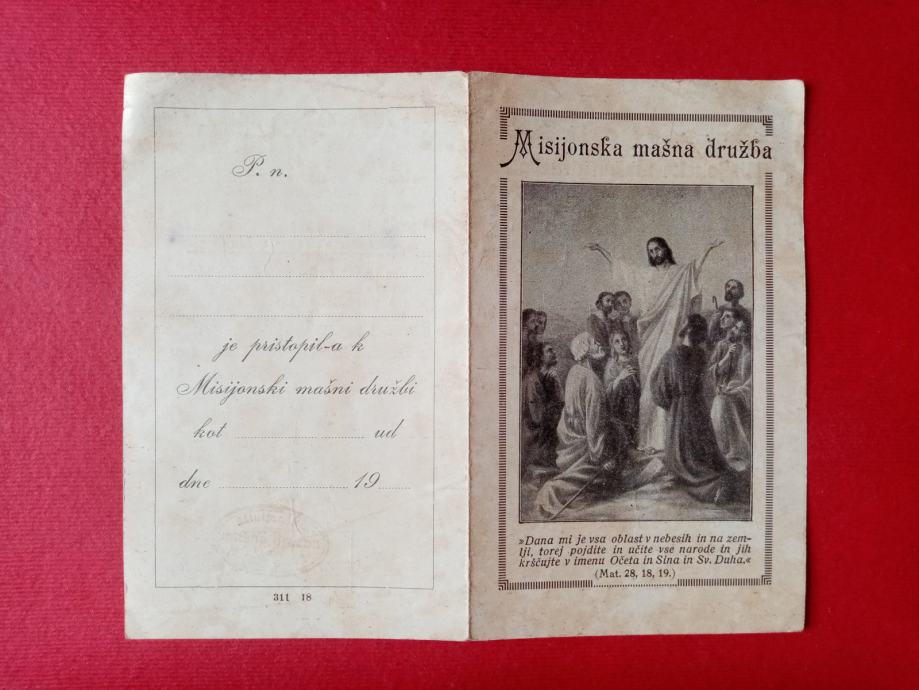 P. n.
je pristopil-a k
Misijonski mašni družbi
kot ........ ud
dne ........ 19.....
311 18
Misijonska mašna družba
»Dana mi je vsa oblast v nebesih in na zem-
lji, torej pojdite in učite vse narode in jih
krščujte v imenu Očeta in Sina in Sv. Duha.«
(Mat. 28, 18, 19.)